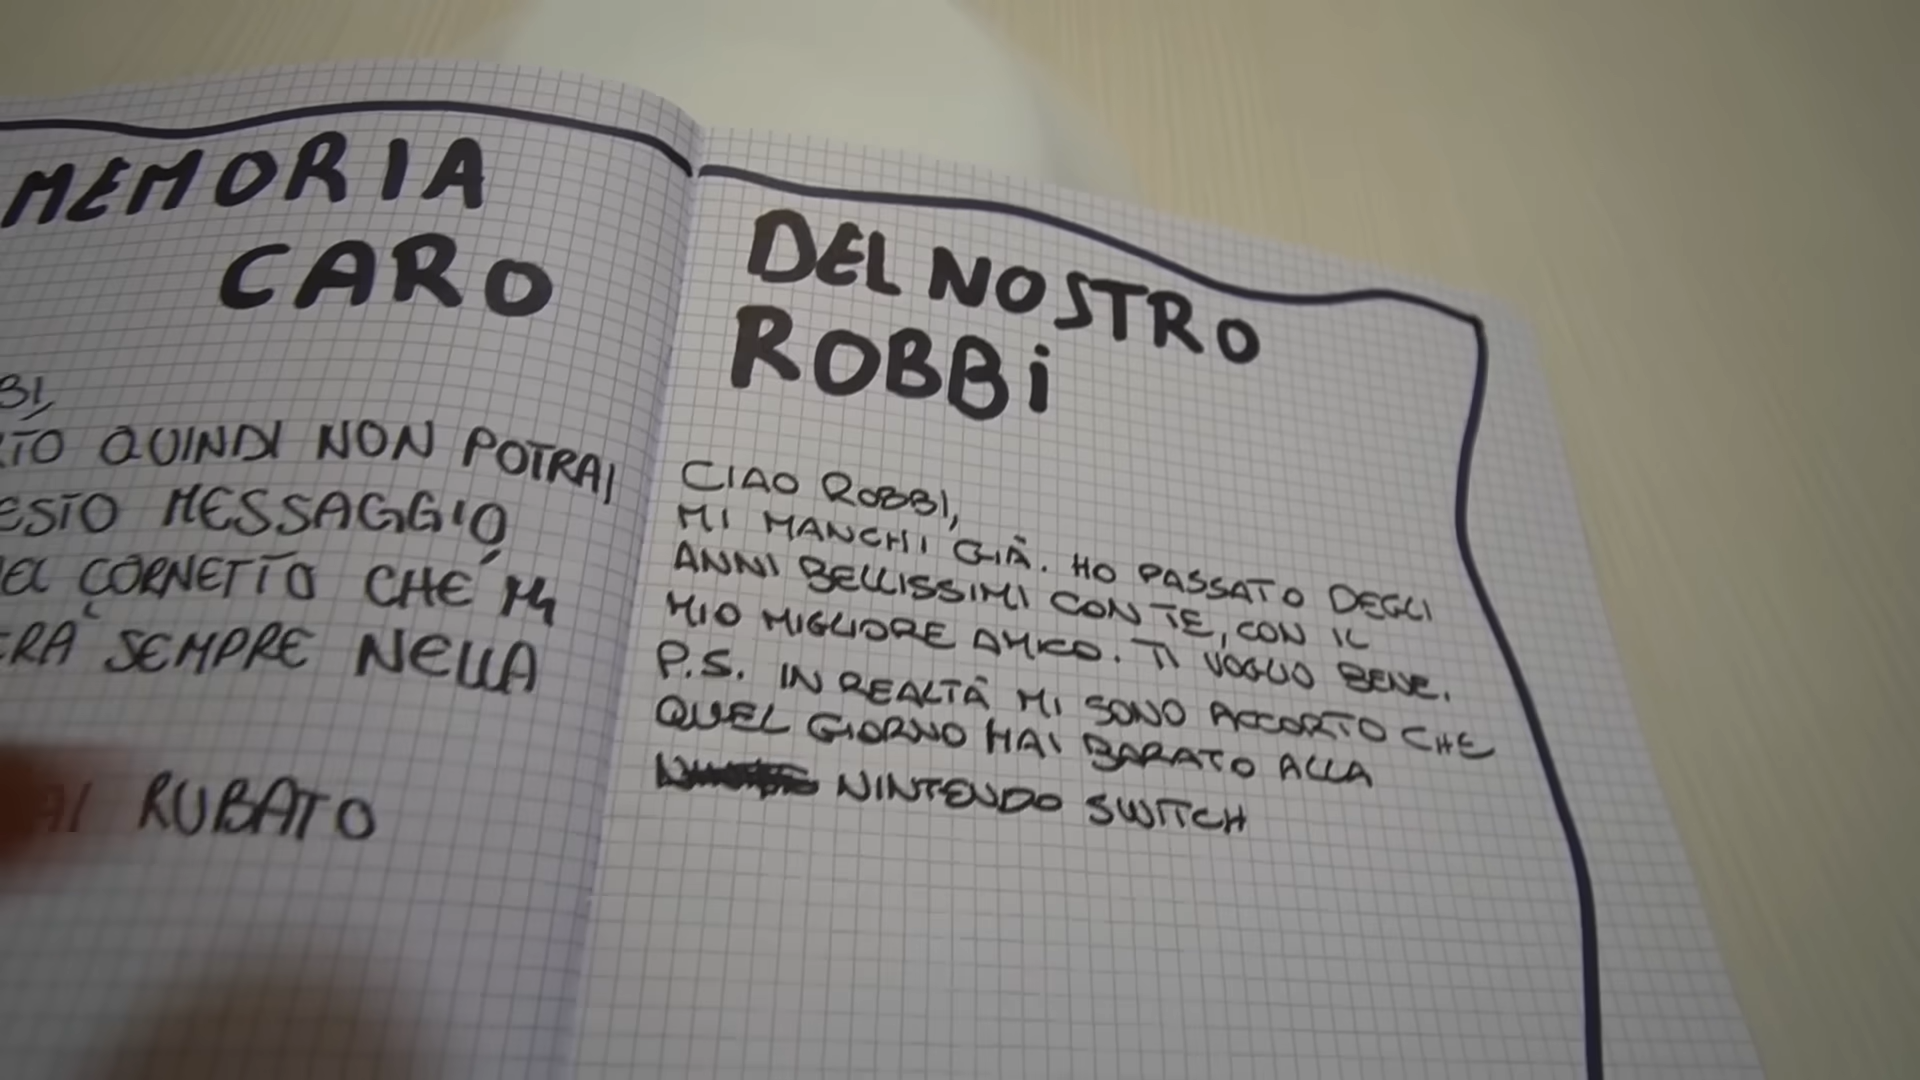 MEMORIA
CARO
BI,
TO QUINDI NON POTRAI
ESTO MESSAGGIO,
EL CORNETTO CHE MI
ERÀ SEMPRE NELLA
AI RUBATO
DEL NOSTRO
ROBBi
CIAO ROBBI,
MI MANCHI GIÀ. HO PASSATO DEGLI
ANNI BELLISSIMI CON TE, CON IL
MIO MIGLIORE AMICO. TI VOGLIO BENE.
P.S. IN REALTÀ MI SONO ACCORTO CHE
QUEL GIORNO HAI BARATO ALLA
NINTENDO SWITCH